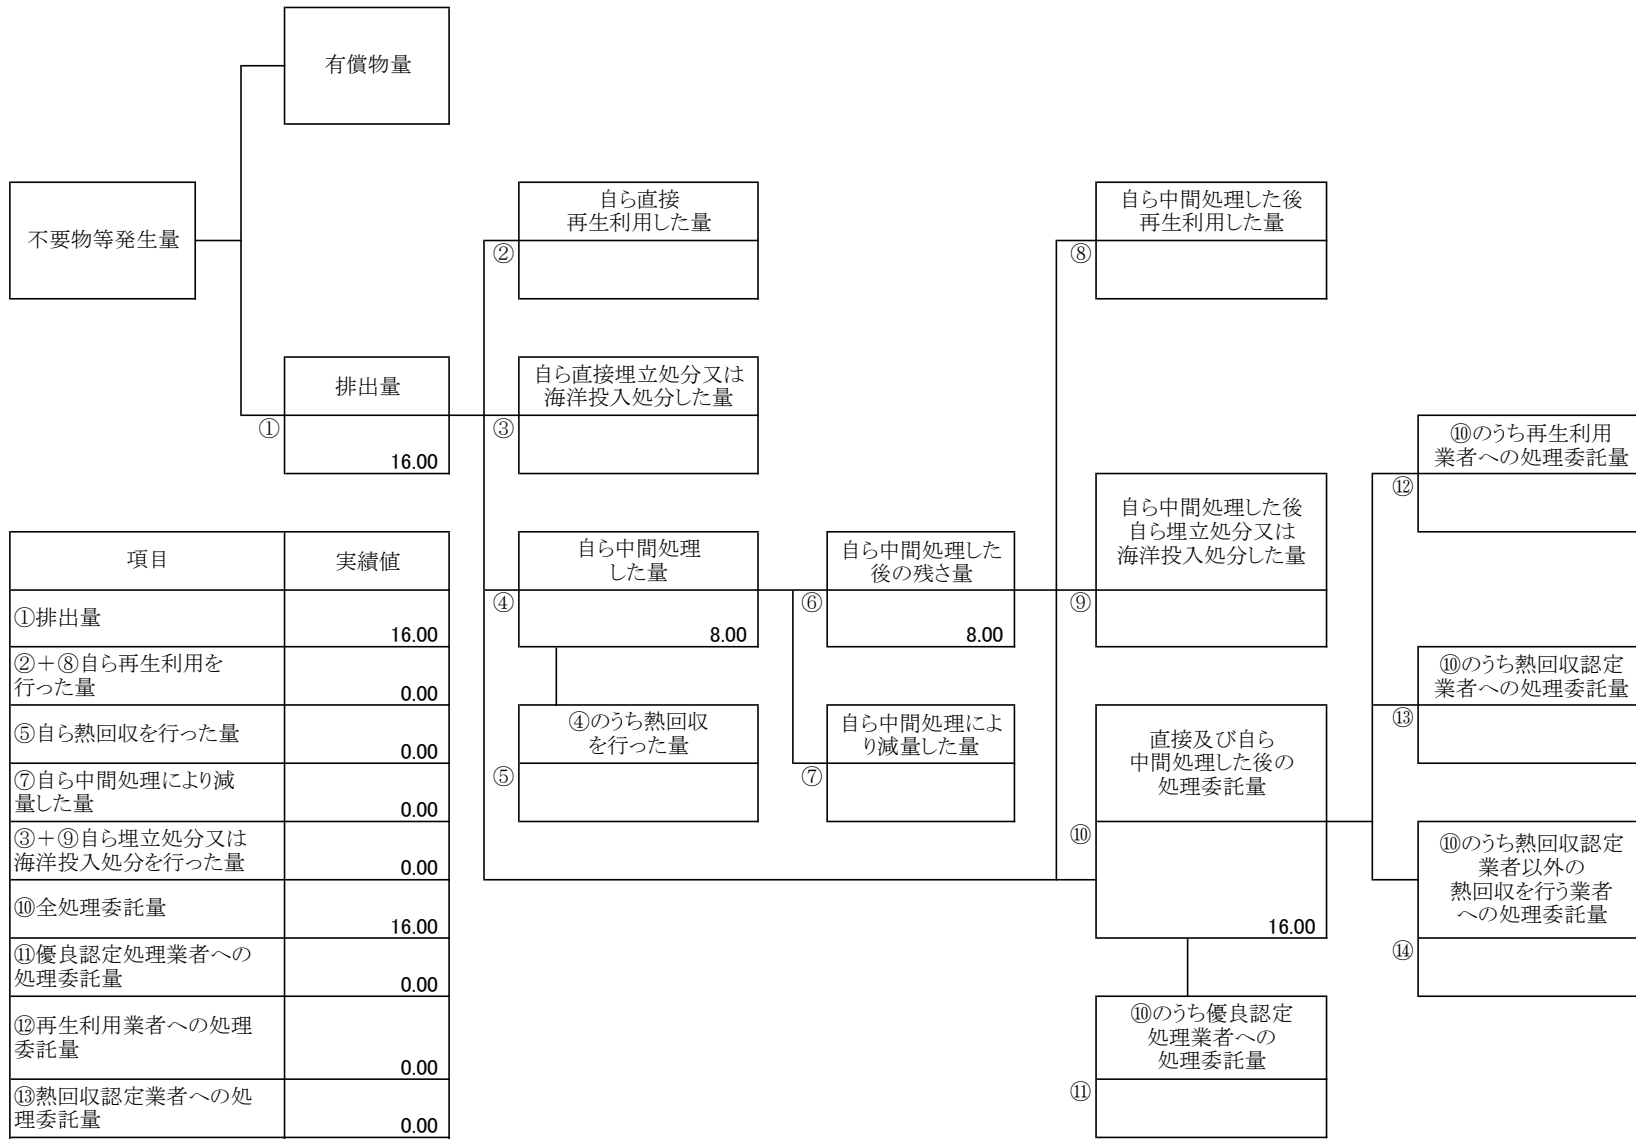 有償物量
不要物等発生量
自ら直接
再生利用した量
②
自ら中間処理した後
再生利用した量
⑧
排出量
①
16.00
自ら直接埋立処分又は
海洋投入処分した量
③
⑩のうち再生利用
業者への処理委託量
⑫
自ら中間処理した後
自ら埋立処分又は
海洋投入処分した量
⑨
自ら中間処理
した量
④
8.00
自ら中間処理した
後の残さ量
⑥
8.00
④のうち熱回収
を行った量
⑤
自ら中間処理によ
り減量した量
⑦
直接及び自ら
中間処理した後の
処理委託量
⑩
16.00
⑩のうち熱回収認定
業者への処理委託量
⑬
⑩のうち熱回収認定
業者以外の
熱回収を行う業者
への処理委託量
⑭
⑩のうち優良認定
処理業者への
処理委託量
⑪
項目 実績値
①排出量
16.00
②＋⑧自ら再生利用を
行った量
0.00
⑤自ら熱回収を行った量
0.00
⑦自ら中間処理により減
量した量
0.00
③＋⑨自ら埋立処分又は
海洋投入処分を行った量
0.00
⑩全処理委託量
16.00
⑪優良認定処理業者への
処理委託量
0.00
⑫再生利用業者への処理
委託量
0.00
⑬熱回収認定業者への処
理委託量
0.00